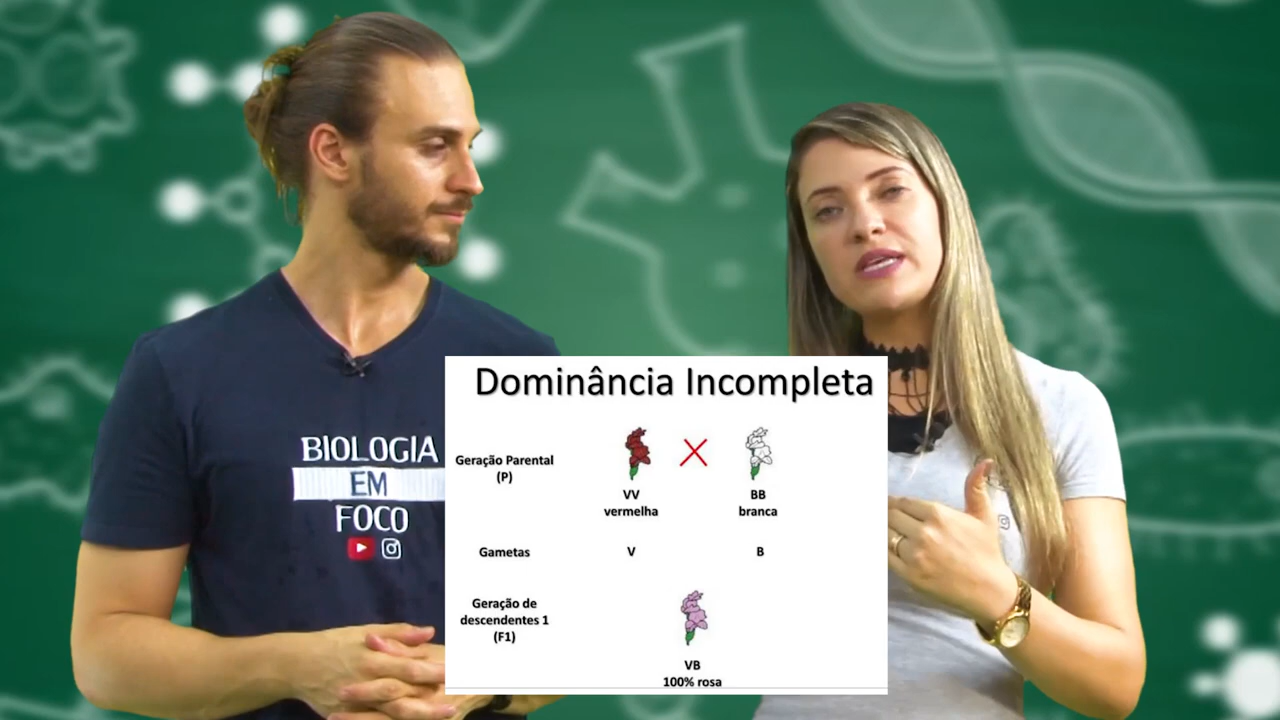 BIOLOGIA
EM
FOCO
Dominância Incompleta
Geração Parental
(P)
VV
vermelha
BB
branca
Gametas
V
B
Geração de
descendentes 1
(F1)
VB
100% rosa